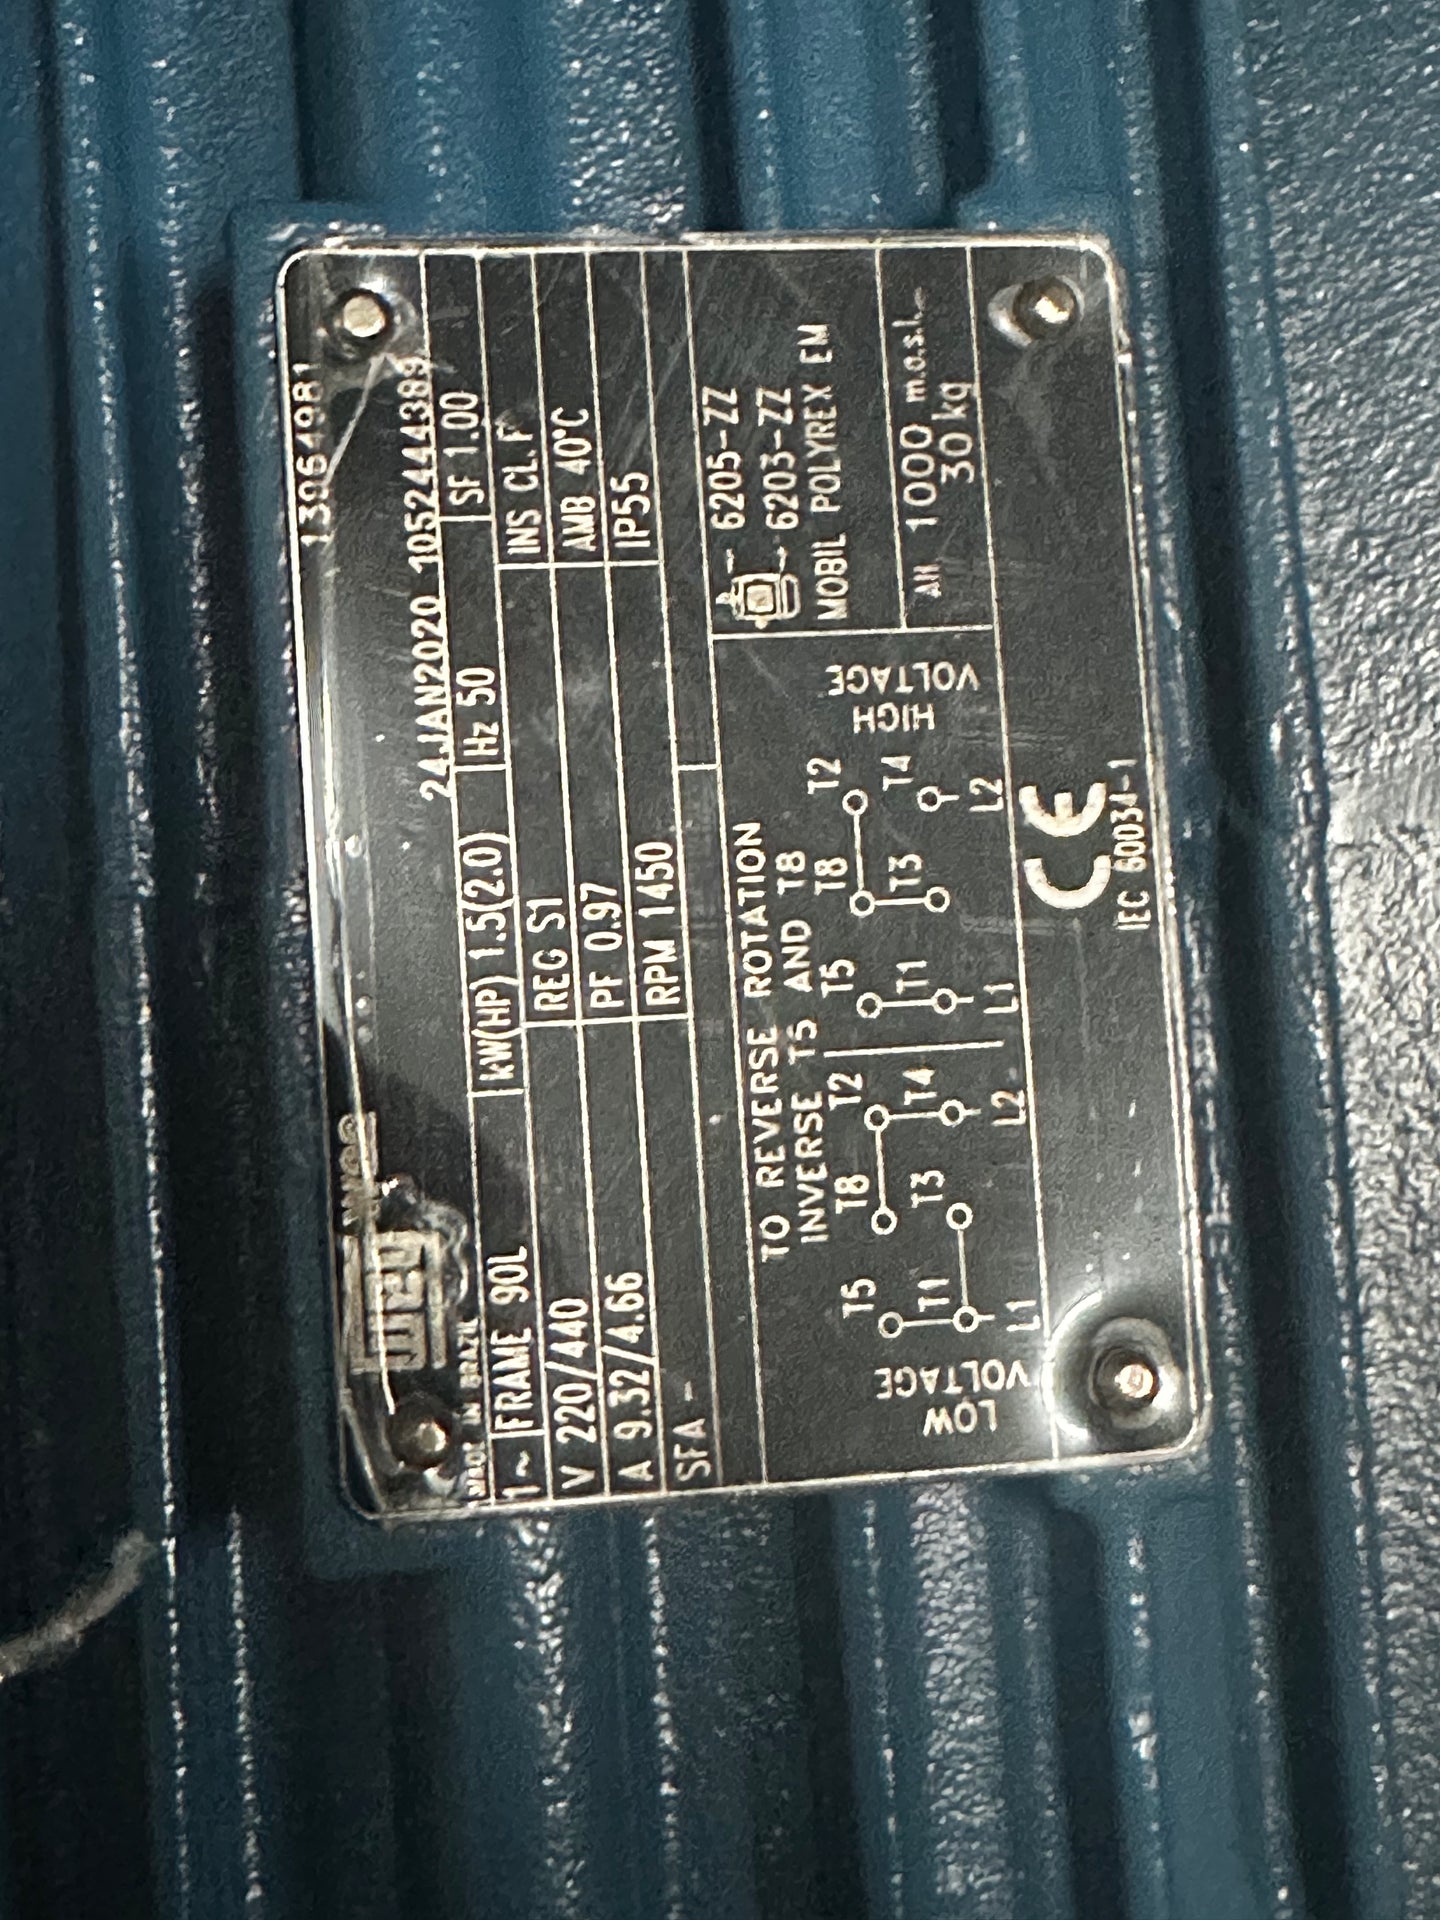 13964981
weg
MADE IN BRAZIL
24JAN2020 1052444389
1~ FRAME 90L kW(HP) 1.5(2.0) Hz 50 SF 1.00
V 220/440 REG S1 INS CL. F
A 9.32/4.66 PF 0.97 AMB 40°C
SFA - RPM 1450 IP55
TO REVERSE ROTATION
INVERSE T5 AND T8
LOW
VOLTAGE
T5 T8 T2
T1 T3 T4
L1 L2
T5 T8 T2
T1 T3 T4
L1 L2
HIGH
VOLTAGE
6205-ZZ
6203-ZZ
MOBIL POLYREX EM
Alt. 1000 m.a.s.l.
30 kg
CE
IEC 60034-1